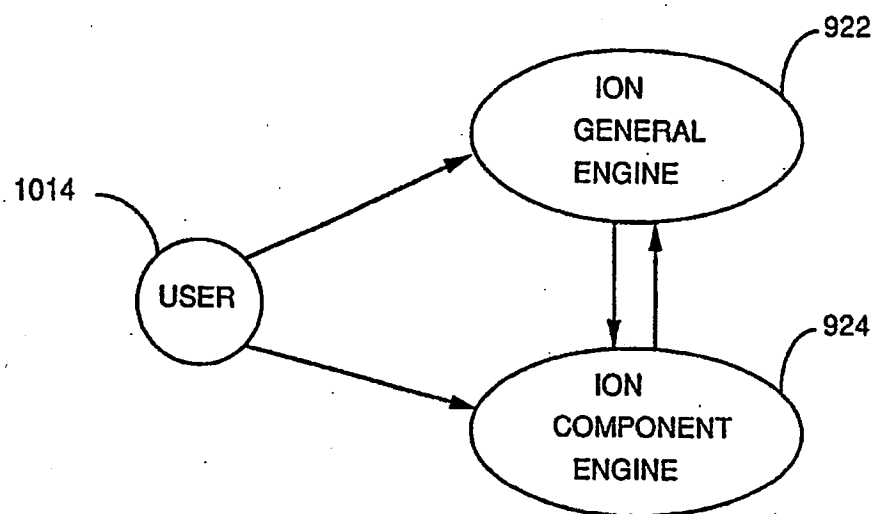 922
ION
GENERAL
ENGINE
1014
USER
924
ION
COMPONENT
ENGINE